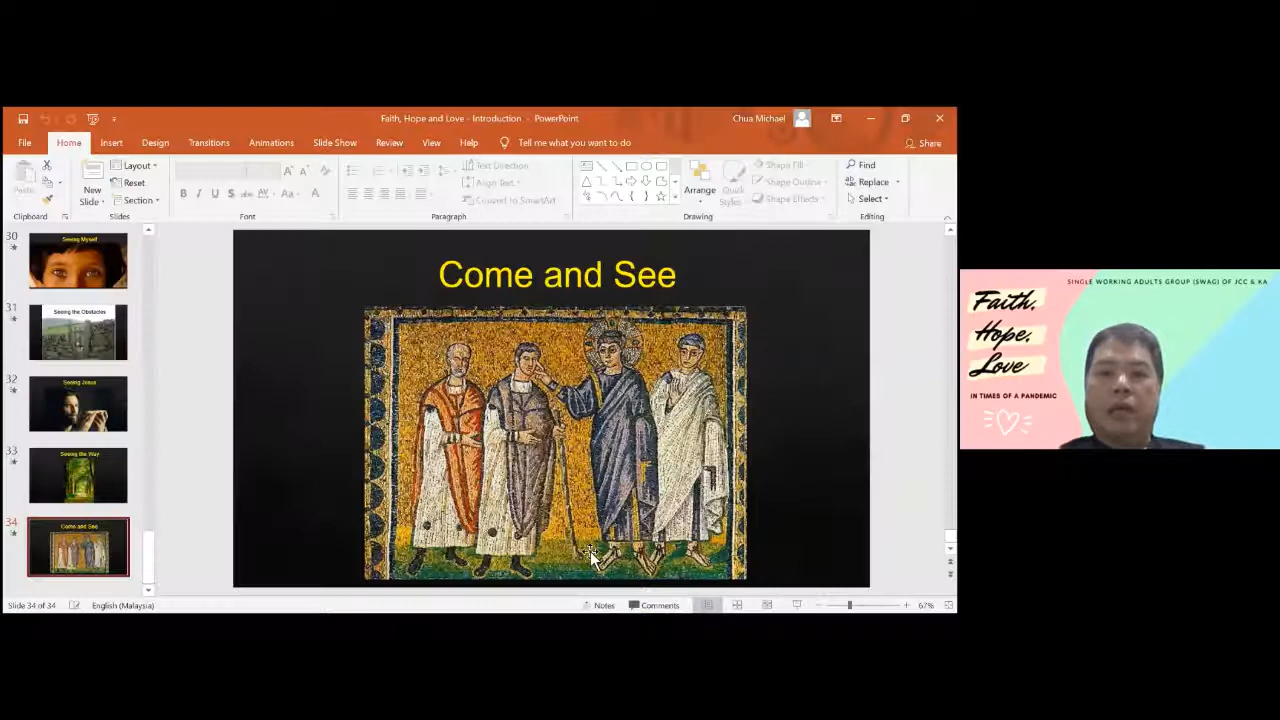 Faith, Hope and Love - Introduction - PowerPoint
Chua Michael
File Home Insert Design Transitions Animations Slide Show Review View Help Tell me what you want to do
Share
Paste
New
Slide
Layout
Reset
Section
B I U S abc AV Aa A
Text Direction
Align Text
Convert to SmartArt
Arrange
Quick
Styles
Shape Fill
Shape Outline
Shape Effects
Find
Replace
Select
Clipboard Slides Font Paragraph Drawing Editing
30
Seeing Myself
31
Seeing the Obstacles
32
Seeing Jesus
33
Seeing the Way
34
Come and See
Come and See
Slide 34 of 34 English (Malaysia) Notes Comments 67%
SINGLE WORKING ADULTS GROUP (SWAG) OF JCC & KA
Faith.
Hope.
Love
IN TIMES OF A PANDEMIC